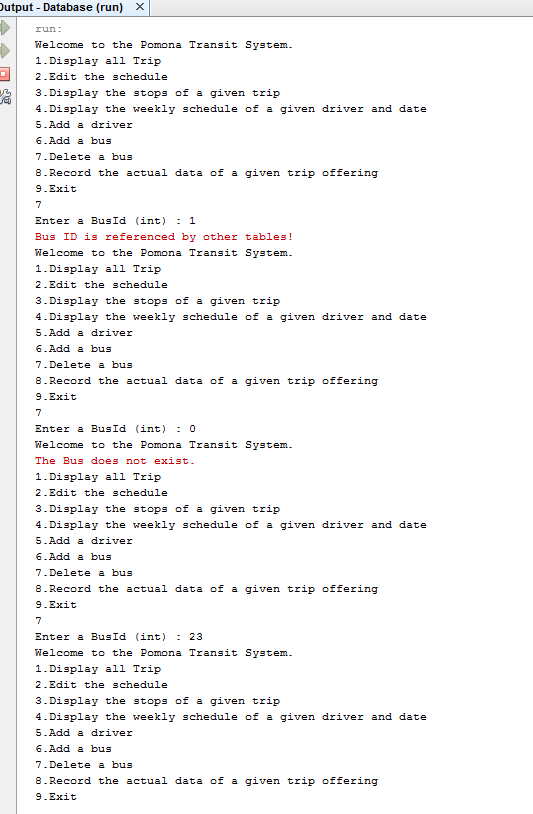 Output - Database (run)
run:
Welcome to the Pomona Transit System.
1.Display all Trip
2.Edit the schedule
3.Display the stops of a given trip
4.Display the weekly schedule of a given driver and date
5.Add a driver
6.Add a bus
7.Delete a bus
8.Record the actual data of a given trip offering
9.Exit
7
Enter a BusId (int) : 1
Bus ID is referenced by other tables!
Welcome to the Pomona Transit System.
1.Display all Trip
2.Edit the schedule
3.Display the stops of a given trip
4.Display the weekly schedule of a given driver and date
5.Add a driver
6.Add a bus
7.Delete a bus
8.Record the actual data of a given trip offering
9.Exit
7
Enter a BusId (int) : 0
Welcome to the Pomona Transit System.
The Bus does not exist.
1.Display all Trip
2.Edit the schedule
3.Display the stops of a given trip
4.Display the weekly schedule of a given driver and date
5.Add a driver
6.Add a bus
7.Delete a bus
8.Record the actual data of a given trip offering
9.Exit
7
Enter a BusId (int) : 23
Welcome to the Pomona Transit System.
1.Display all Trip
2.Edit the schedule
3.Display the stops of a given trip
4.Display the weekly schedule of a given driver and date
5.Add a driver
6.Add a bus
7.Delete a bus
8.Record the actual data of a given trip offering
9.Exit